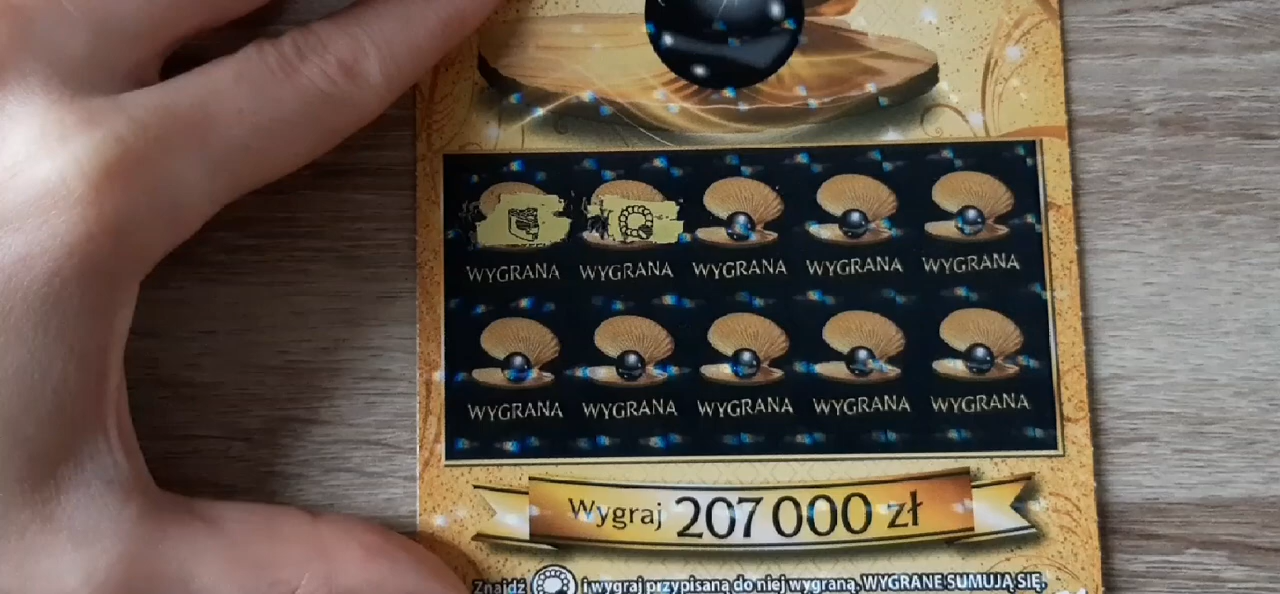 WYGRANA WYGRANA WYGRANA WYGRANA WYGRANA
WYGRANA WYGRANA WYGRANA WYGRANA WYGRANA
Wygraj 207 000 zł
Znajdź i wygraj przypisaną do niej wygraną. WYGRANE SUMUJĄ SIĘ.